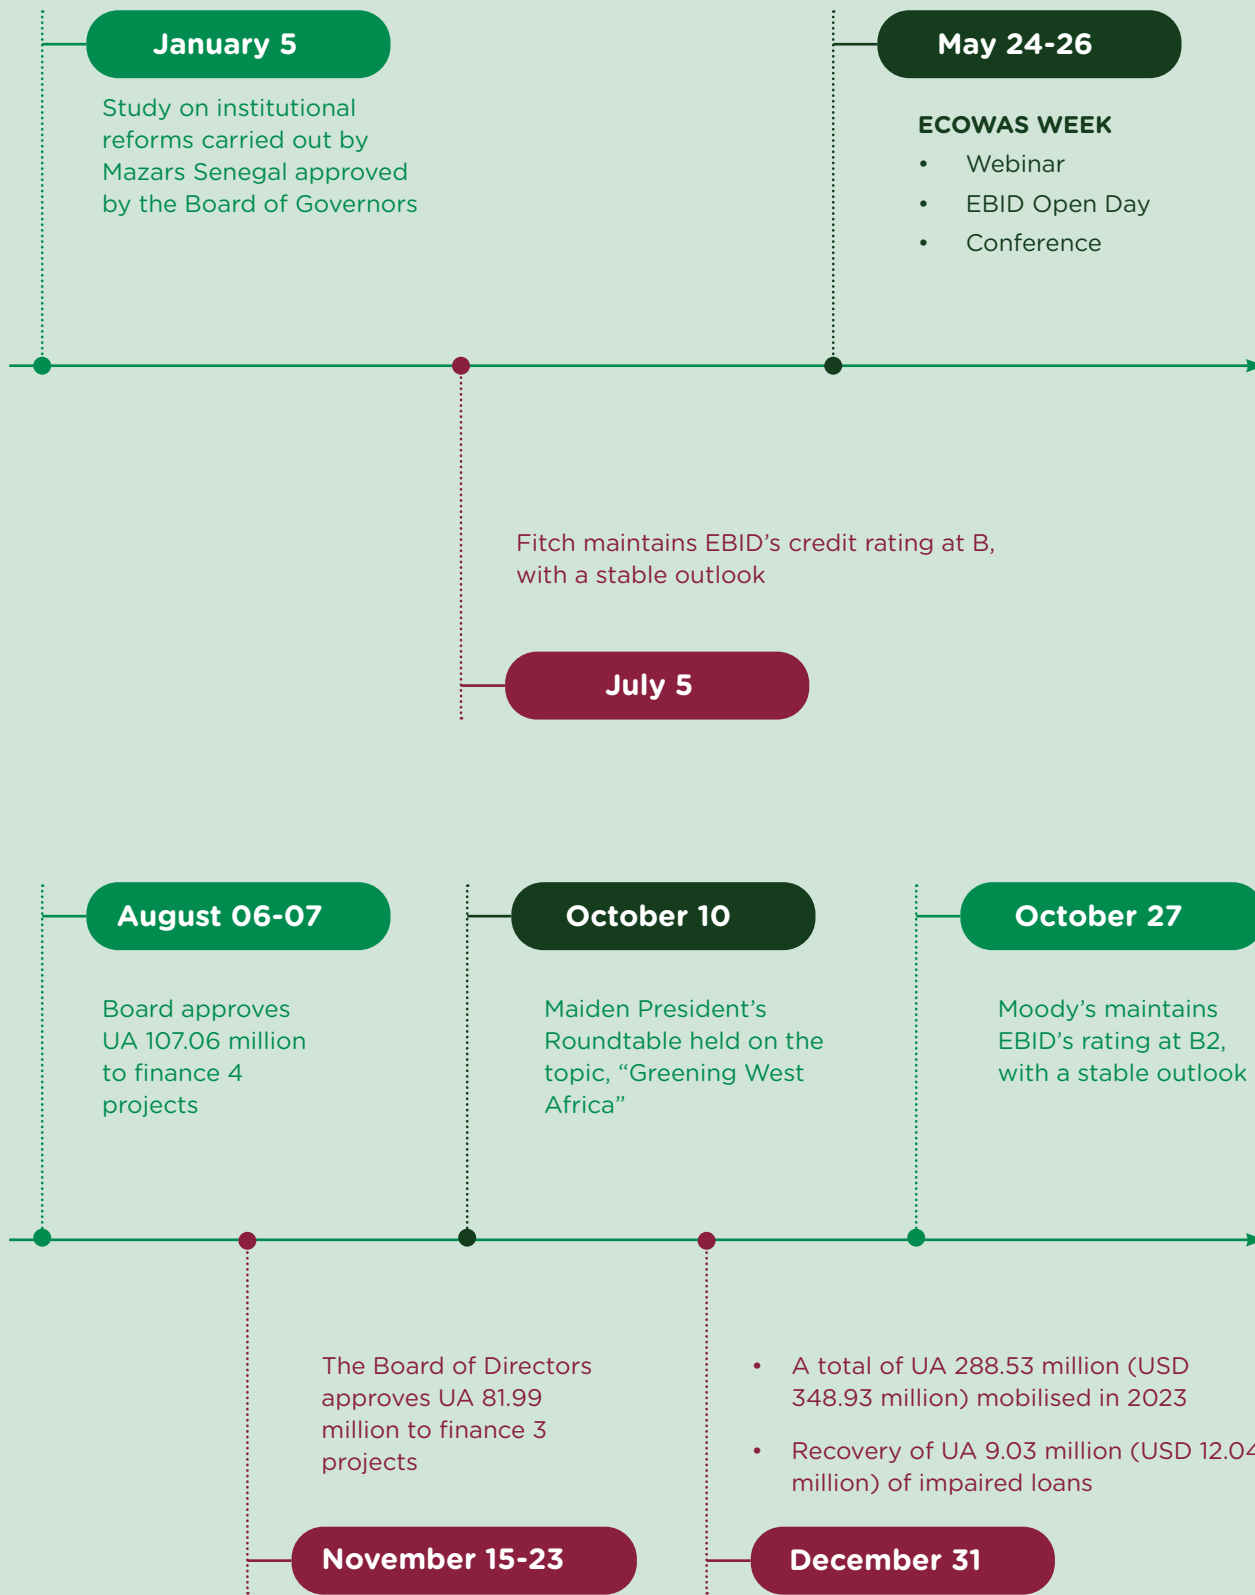 January 5
Study on institutional
reforms carried out by
Mazars Senegal approved
by the Board of Governors
May 24-26
ECOWAS WEEK
• Webinar
• EBID Open Day
• Conference
Fitch maintains EBID’s credit rating at B,
with a stable outlook
July 5
August 06-07
Board approves
UA 107.06 million
to finance 4
projects
October 10
Maiden President’s
Roundtable held on the
topic, “Greening West
Africa”
October 27
Moody’s maintains
EBID’s rating at B2,
with a stable outlook
The Board of Directors
approves UA 81.99
million to finance 3
projects
November 15-23
• A total of UA 288.53 million (USD
348.93 million) mobilised in 2023
• Recovery of UA 9.03 million (USD 12.04
million) of impaired loans
December 31